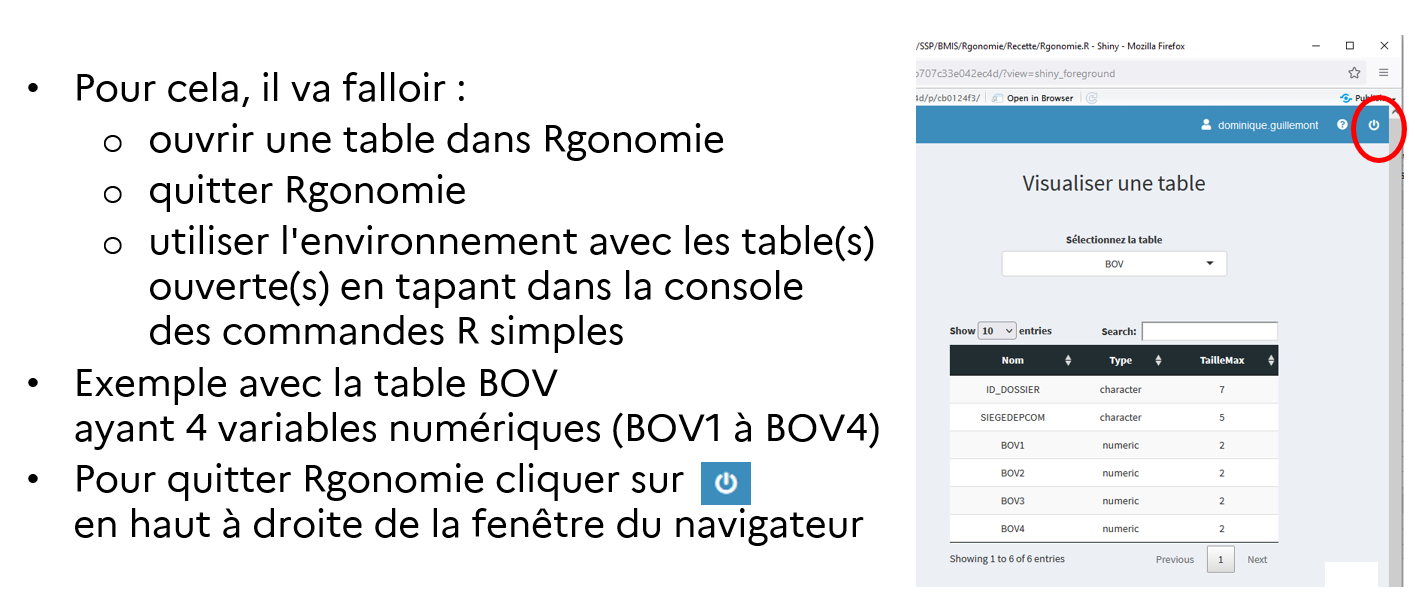 • Pour cela, il va falloir :
o ouvrir une table dans Rgonomie
o quitter Rgonomie
o utiliser l'environnement avec les table(s)
ouverte(s) en tapant dans la console
des commandes R simples
• Exemple avec la table BOV
ayant 4 variables numériques (BOV1 à BOV4)
• Pour quitter Rgonomie cliquer sur
en haut à droite de la fenêtre du navigateur
/SSP/BMIS/Rgonomie/Recette/Rgonomie.R - Shiny - Mozilla Firefox
707c33e042ec4d/?view=shiny_foreground
4d/p/cb0124f3/ Open in Browser
dominique.guillemont
Visualiser une table
Sélectionnez la table
BOV
Show 10 entries Search:
Nom Type TailleMax
ID_DOSSIER character 7
SIEGEDEPCOM character 5
BOV1 numeric 2
BOV2 numeric 2
BOV3 numeric 2
BOV4 numeric 2
Showing 1 to 6 of 6 entries Previous 1 Next